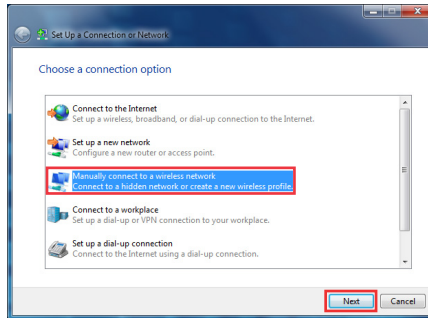 Set Up a Connection or Network
Choose a connection option
Connect to the Internet
Set up a wireless, broadband, or dial-up connection to the Internet.
Set up a new network
Configure a new router or access point.
Manually connect to a wireless network
Connect to a hidden network or create a new wireless profile.
Connect to a workplace
Set up a dial-up or VPN connection to your workplace.
Set up a dial-up connection
Connect to the Internet using a dial-up connection.
Next Cancel